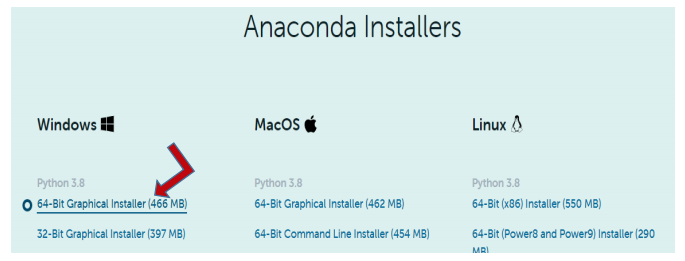 Anaconda Installers
Windows
Python 3.8
64-Bit Graphical Installer (466 MB)
32-Bit Graphical Installer (397 MB)
MacOS
Python 3.8
64-Bit Graphical Installer (462 MB)
64-Bit Command Line Installer (454 MB)
Linux
Python 3.8
64-Bit (x86) Installer (550 MB)
64-Bit (Power8 and Power9) Installer (290
MB)